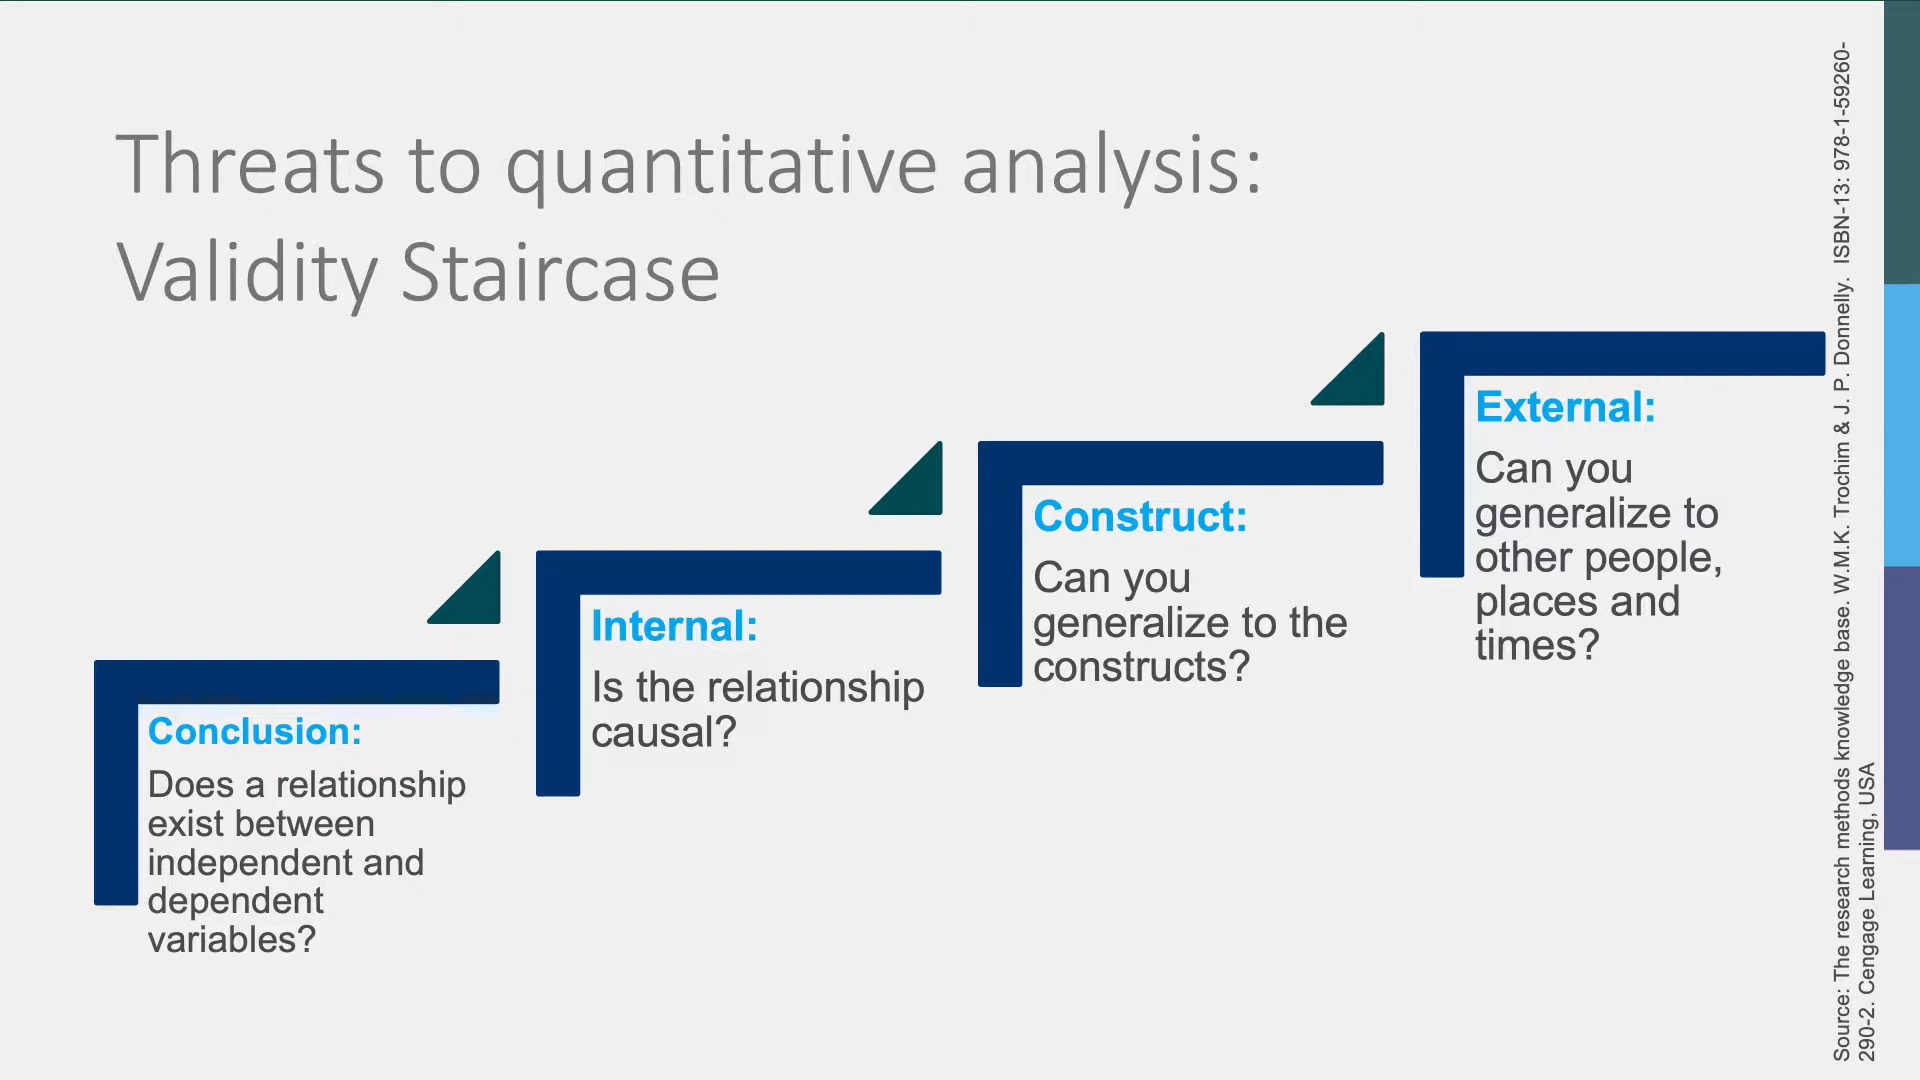 Threats to quantitative analysis:
Validity Staircase
Conclusion:
Does a relationship
exist between
independent and
dependent
variables?
Internal:
Is the relationship
causal?
Construct:
Can you
generalize to the
constructs?
External:
Can you
generalize to
other people,
places and
times?
Source: The research methods knowledge base. W.M.K. Trochim & J. P. Donnelly.  ISBN-13: 978-1-59260-
290-2. Cengage Learning, USA